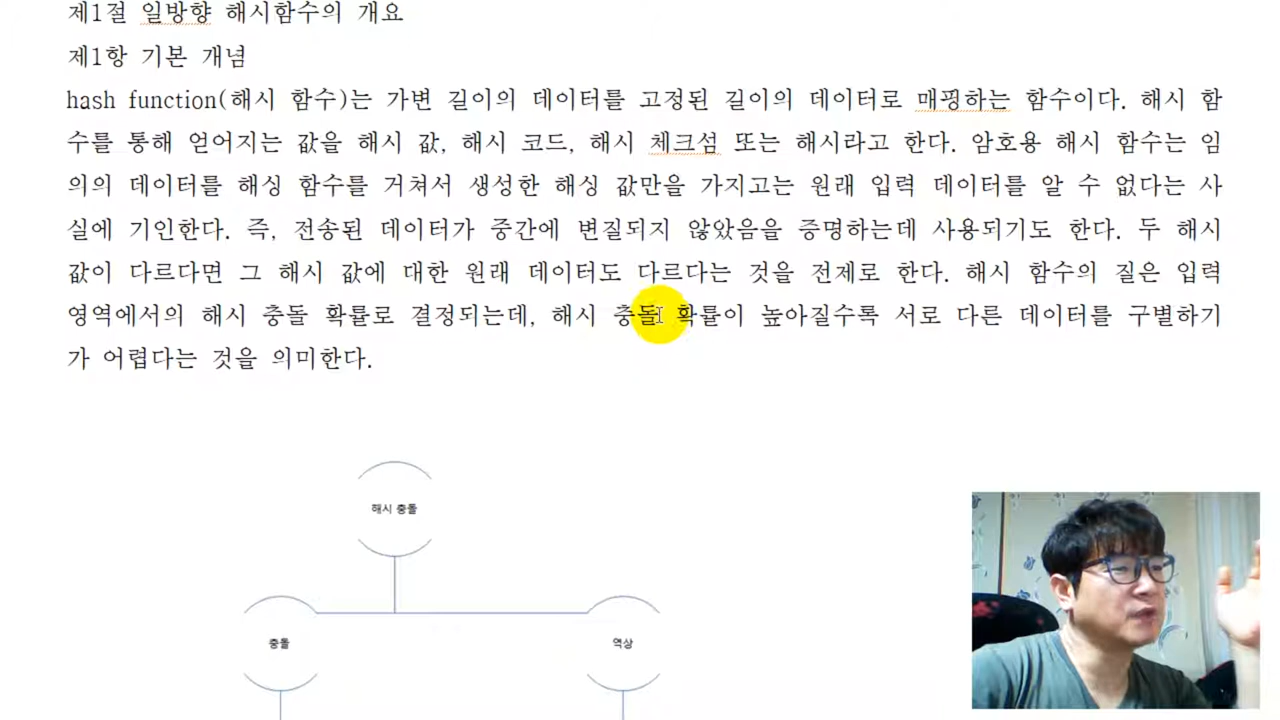 제1절 일방향 해시함수의 개요
제1항 기본 개념
hash function(해시 함수)는 가변 길이의 데이터를 고정된 길이의 데이터로 매핑하는 함수이다. 해시 함
수를 통해 얻어지는 값을 해시 값, 해시 코드, 해시 체크섬 또는 해시라고 한다. 암호용 해시 함수는 임
의의 데이터를 해싱 함수를 거쳐서 생성한 해싱 값만을 가지고는 원래 입력 데이터를 알 수 없다는 사
실에 기인한다. 즉, 전송된 데이터가 중간에 변질되지 않았음을 증명하는데 사용되기도 한다. 두 해시
값이 다르다면 그 해시 값에 대한 원래 데이터도 다르다는 것을 전제로 한다. 해시 함수의 질은 입력
영역에서의 해시 충돌 확률로 결정되는데, 해시 충돌 확률이 높아질수록 서로 다른 데이터를 구별하기
가 어렵다는 것을 의미한다.
해시 충돌
충돌
역상